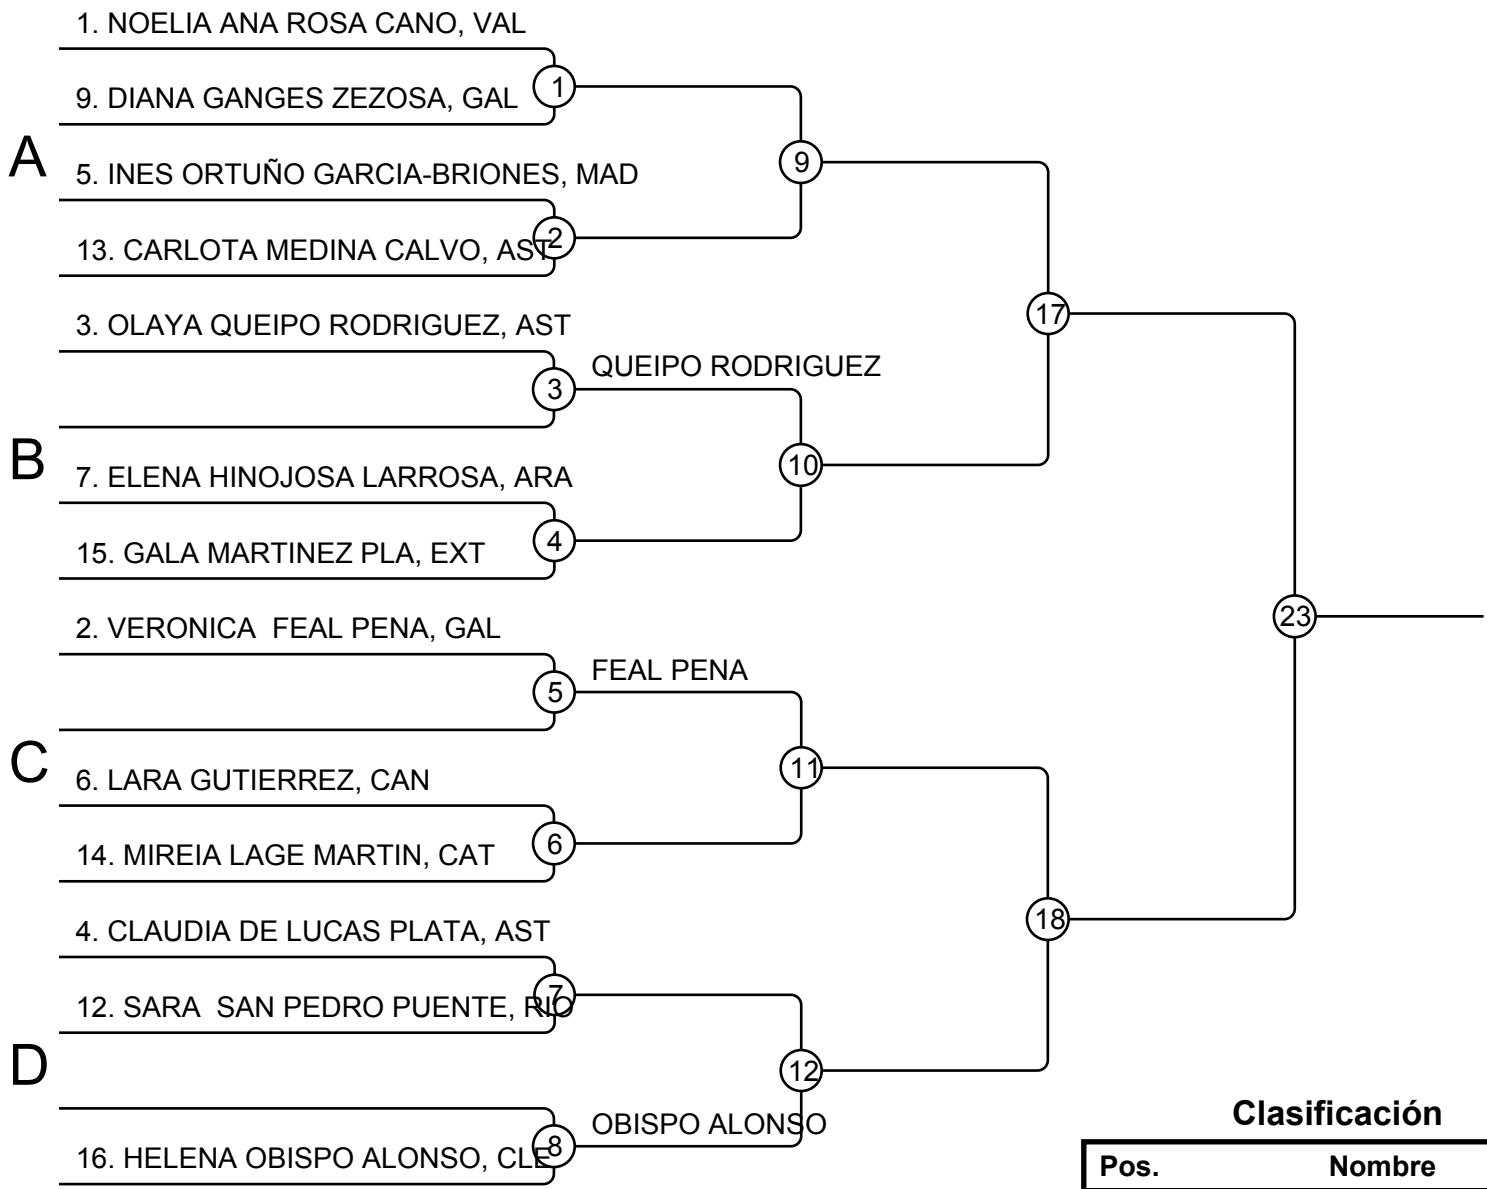 1. NOELIA ANA ROSA CANO, VAL
1
9. DIANA GANGES ZEZOSA, GAL
A
9
5. INES ORTUÑO GARCIA-BRIONES, MAD
2
13. CARLOTA MEDINA CALVO, AST
17
3. OLAYA QUEIPO RODRIGUEZ, AST
QUEIPO RODRIGUEZ
3
B
10
7. ELENA HINOJOSA LARROSA, ARA
4
15. GALA MARTINEZ PLA, EXT
23
2. VERONICA  FEAL PENA, GAL
FEAL PENA
5
C
11
6. LARA GUTIERREZ, CAN
6
14. MIREIA LAGE MARTIN, CAT
18
4. CLAUDIA DE LUCAS PLATA, AST
7
12. SARA  SAN PEDRO PUENTE, RIO
D
12
OBISPO ALONSO
8
16. HELENA OBISPO ALONSO, CLE
Clasificación
Pos. Nombre